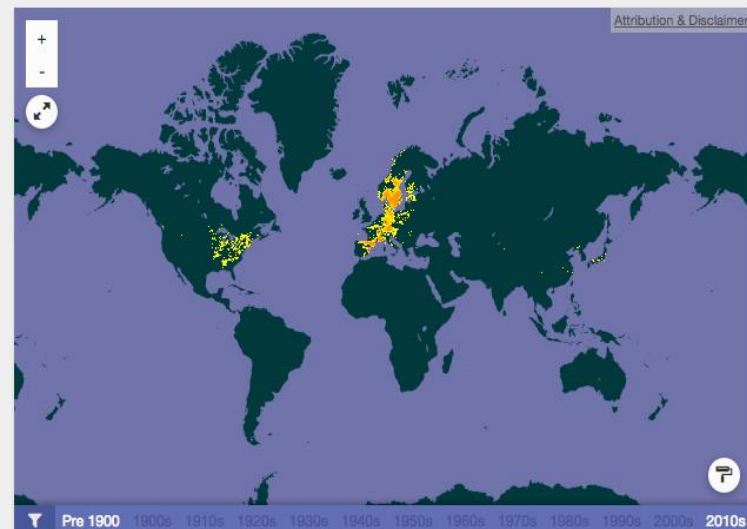 +
-
Attribution & Disclaimer
Pre 1900 1900s 1910s 1920s 1930s 1940s 1950s 1960s 1970s 1980s 1990s 2000s 2010s